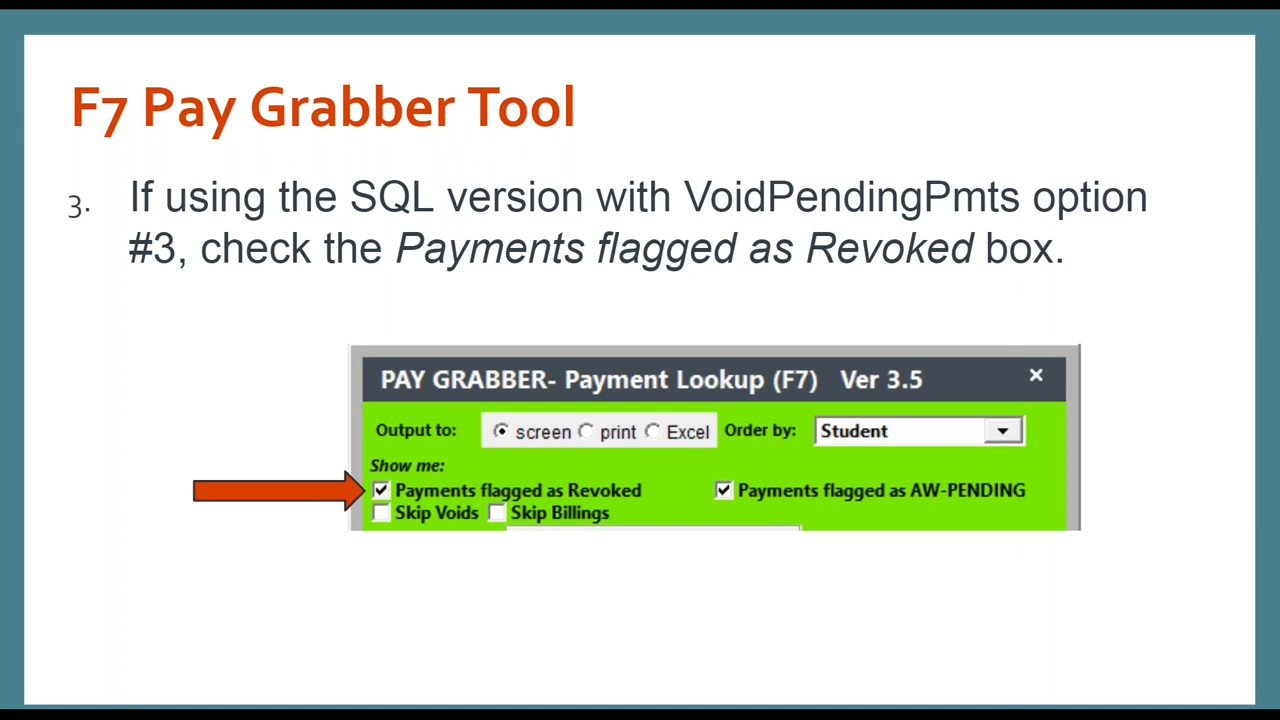 F7 Pay Grabber Tool
3. If using the SQL version with VoidPendingPmts option
#3, check the Payments flagged as Revoked box.
PAY GRABBER- Payment Lookup (F7) Ver 3.5 ×
Output to: screen print Excel Order by: Student
Show me:
Payments flagged as Revoked Payments flagged as AW-PENDING
Skip Voids Skip Billings